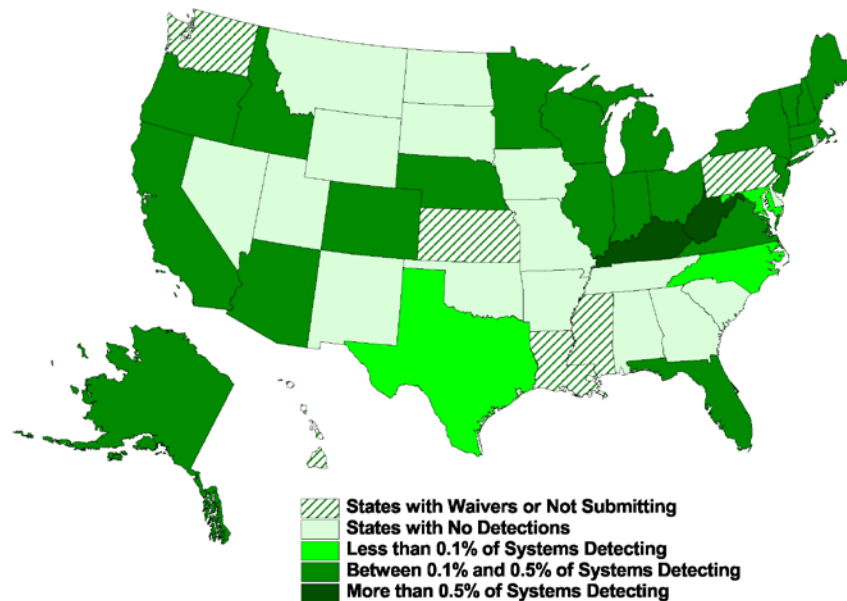 States with Waivers or Not Submitting
States with No Detections
Less than 0.1% of Systems Detecting
Between 0.1% and 0.5% of Systems Detecting
More than 0.5% of Systems Detecting